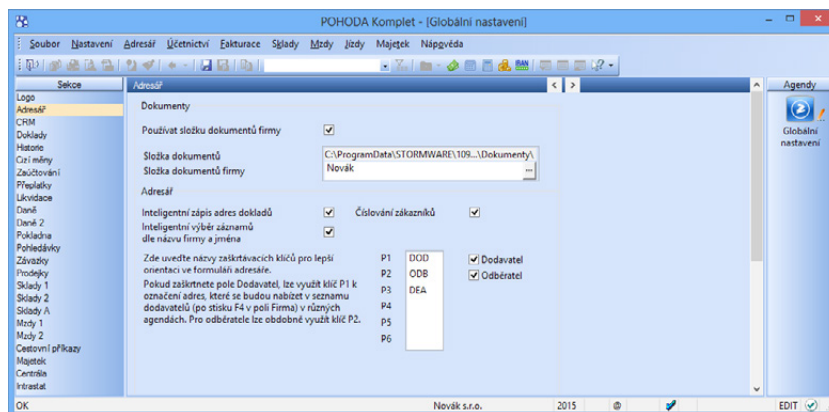 POHODA Komplet - [Globální nastavení]
Soubor Nastavení Adresář Účetnictví Fakturace Sklady Mzdy Jízdy Majetek Nápověda
Sekce
Logo
Adresář
CRM
Doklady
Historie
Cizí měny
Zaúčtování
Přeplatky
Likvidace
Daně
Daně 2
Pokladna
Pohledávky
Závazky
Prodejky
Sklady 1
Sklady 2
Sklady A
Mzdy 1
Mzdy 2
Cestovní příkazy
Majetek
Centrála
Intrastat
Adresář
Dokumenty
Používat složku dokumentů firmy
Složka dokumentů C:\ProgramData\STORMWARE\109...\Dokumenty\
Složka dokumentů firmy Novák ...
Adresář
Inteligentní zápis adres dokladů Číslování zákazníků
Inteligentní výběr záznamů
dle názvu firmy a jména
Zde uveďte názvy zaškrtávacích klíčů pro lepší
orientaci ve formuláři adresáře.
Pokud zaškrtnete pole Dodavatel, lze využít klíč P1 k
označení adres, které se budou nabízet v seznamu
dodavatelů (po stisku F4 v poli Firma) v různých
agendách. Pro odběratele lze obdobně využít klíč P2.
P1 DOD Dodavatel
P2 ODB Odběratel
P3 DEA
P4
P5
P6
Agendy
Globální
nastavení
OK Novák s.r.o. 2015 @ EDIT